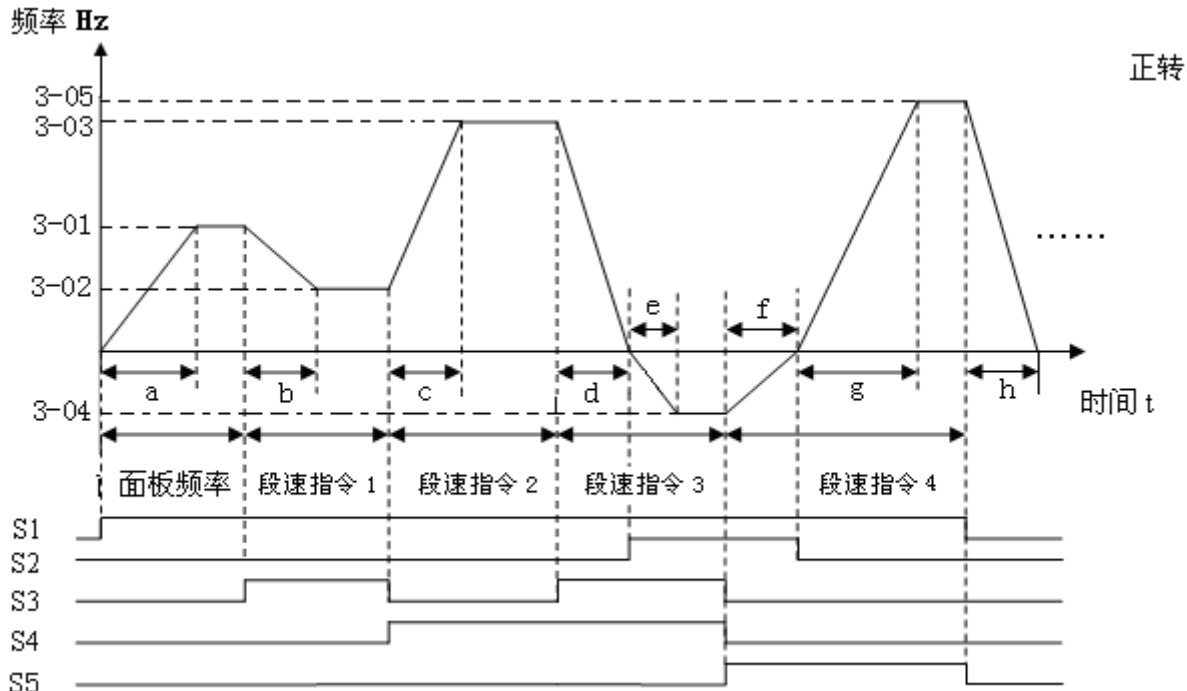 频率 Hz
正转
3-05
3-03
3-01
……
3-02
e
f
a
b
c
d
g
h
3-04
时间 t
面板频率
段速指令 1
段速指令 2
段速指令 3
段速指令 4
S1
S2
S3
S4
S5